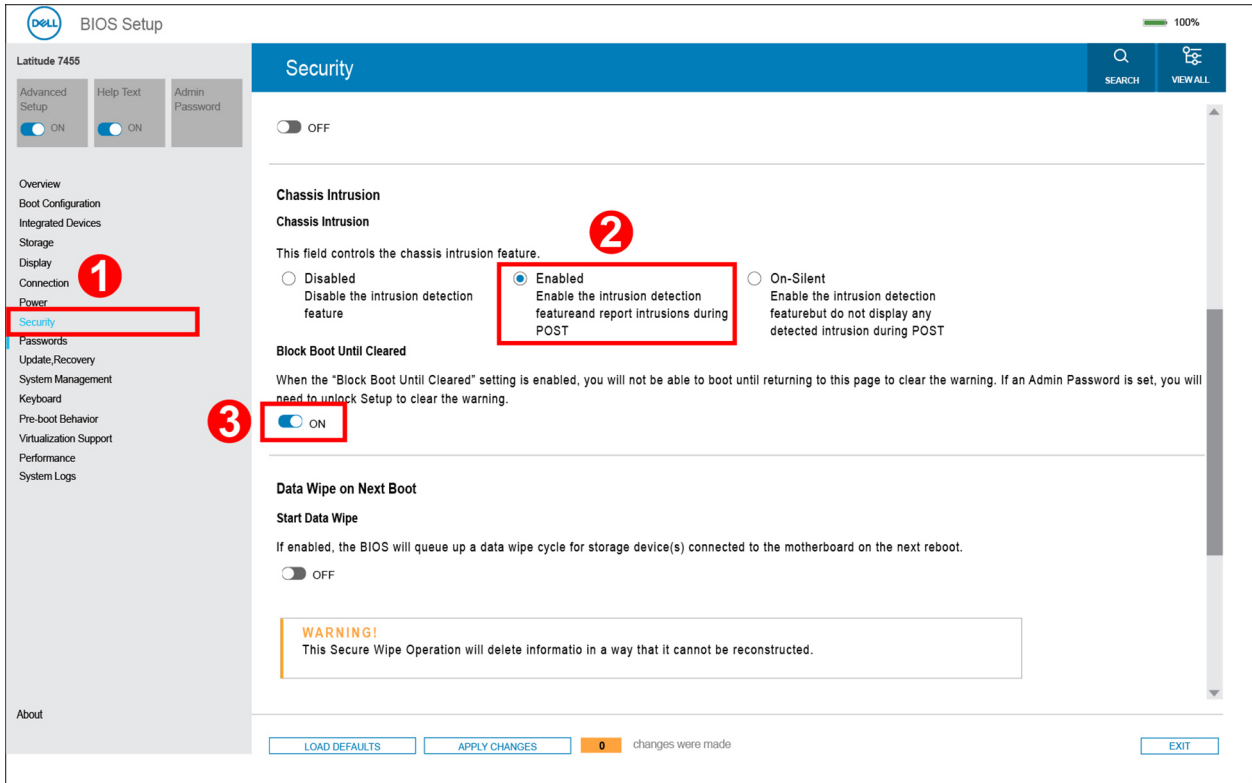 DELL
BIOS Setup
100%
Latitude 7455
Advanced Setup
ON
Help Text
ON
Admin Password
Security
SEARCH
VIEW ALL
Overview
Boot Configuration
Integrated Devices
Storage
Display
Connection
Power
Security
Passwords
Update,Recovery
System Management
Keyboard
Pre-boot Behavior
Virtualization Support
Performance
System Logs
About
1
OFF
Chassis Intrusion
Chassis Intrusion
2
This field controls the chassis intrusion feature.
Disabled
Disable the intrusion detection
feature
Enabled
Enable the intrusion detection
featureand report intrusions during
POST
On-Silent
Enable the intrusion detection
featurebut do not display any
detected intrusion during POST
Block Boot Until Cleared
When the “Block Boot Until Cleared” setting is enabled, you will not be able to boot until returning to this page to clear the warning. If an Admin Password is set, you will
need to unlock Setup to clear the warning.
3
ON
Data Wipe on Next Boot
Start Data Wipe
If enabled, the BIOS will queue up a data wipe cycle for storage device(s) connected to the motherboard on the next reboot.
OFF
WARNING!
This Secure Wipe Operation will delete informatio in a way that it cannot be reconstructed.
LOAD DEFAULTS
APPLY CHANGES
0
changes were made
EXIT